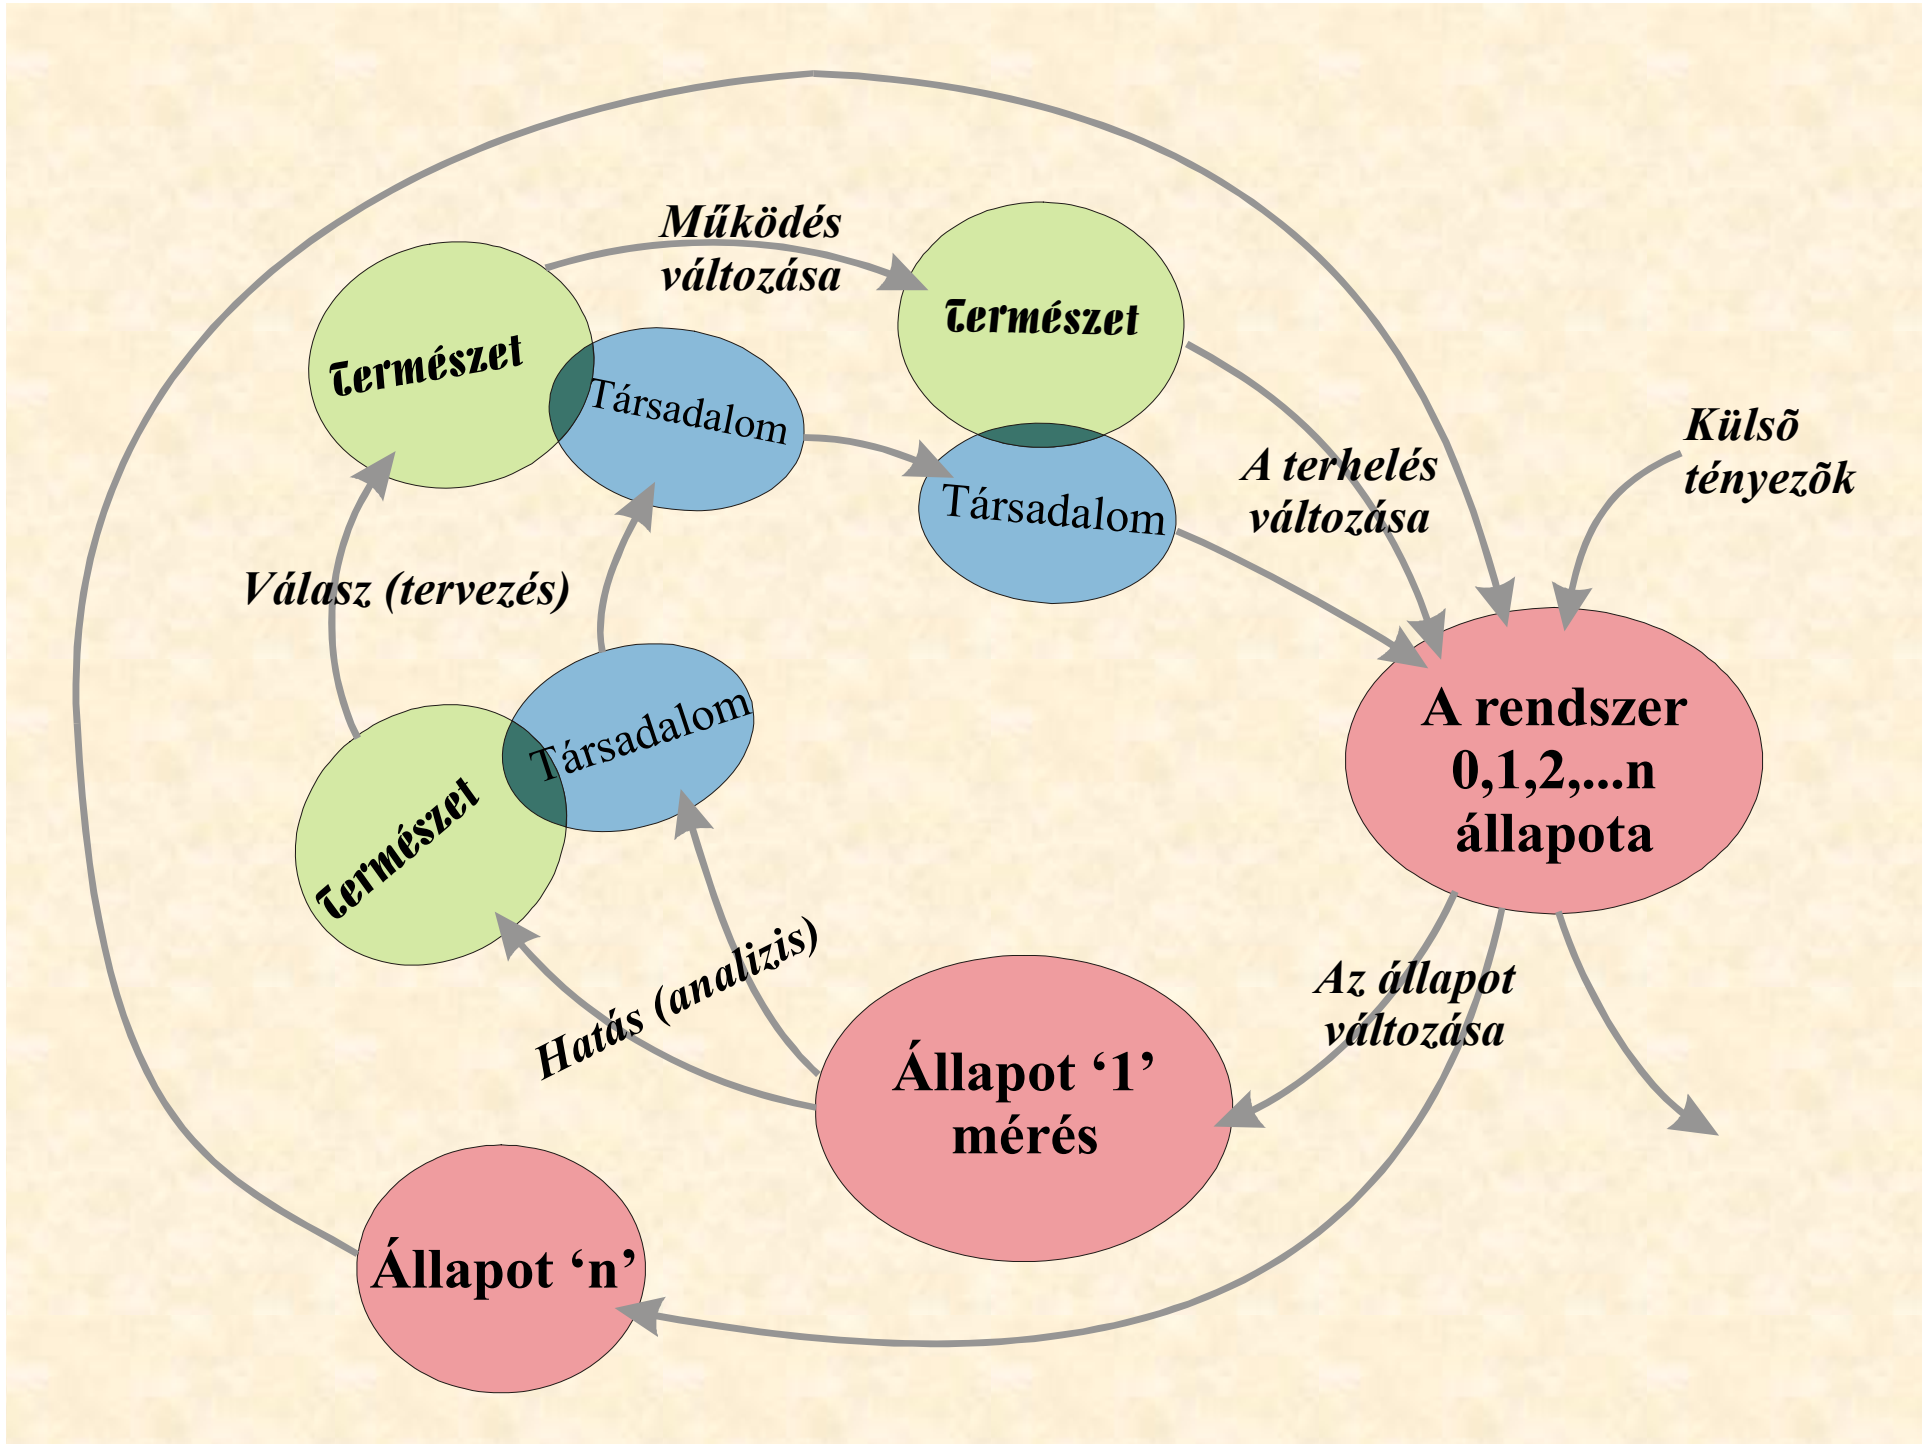 Működés
változása
Természet
Társadalom
Természet
Társadalom
A terhelés
változása
Külsõ
tényezõk
Válasz (tervezés)
Társadalom
Természet
A rendszer
0,1,2,...n
állapota
Hatás (analizis)
Az állapot
változása
Állapot ‘1’
mérés
Állapot ‘n’